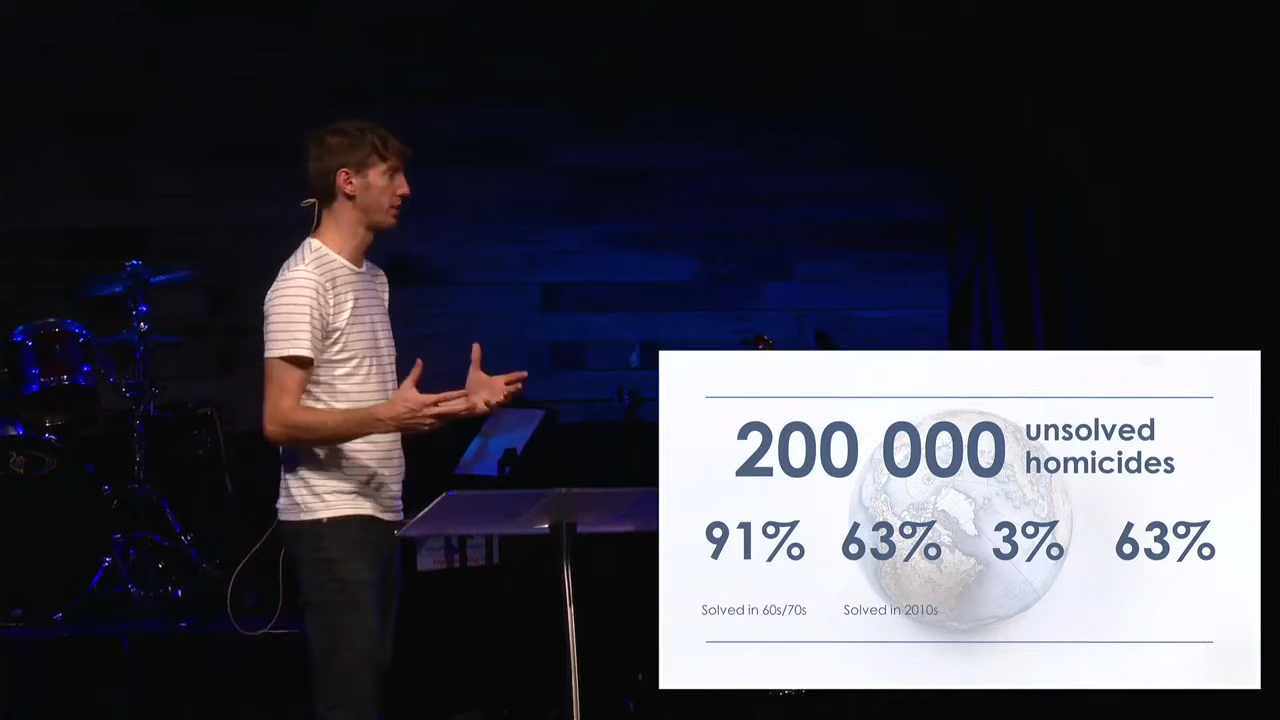 200 000 unsolved
homicides
91% 63% 3% 63%
Solved in 60s/70s Solved in 2010s